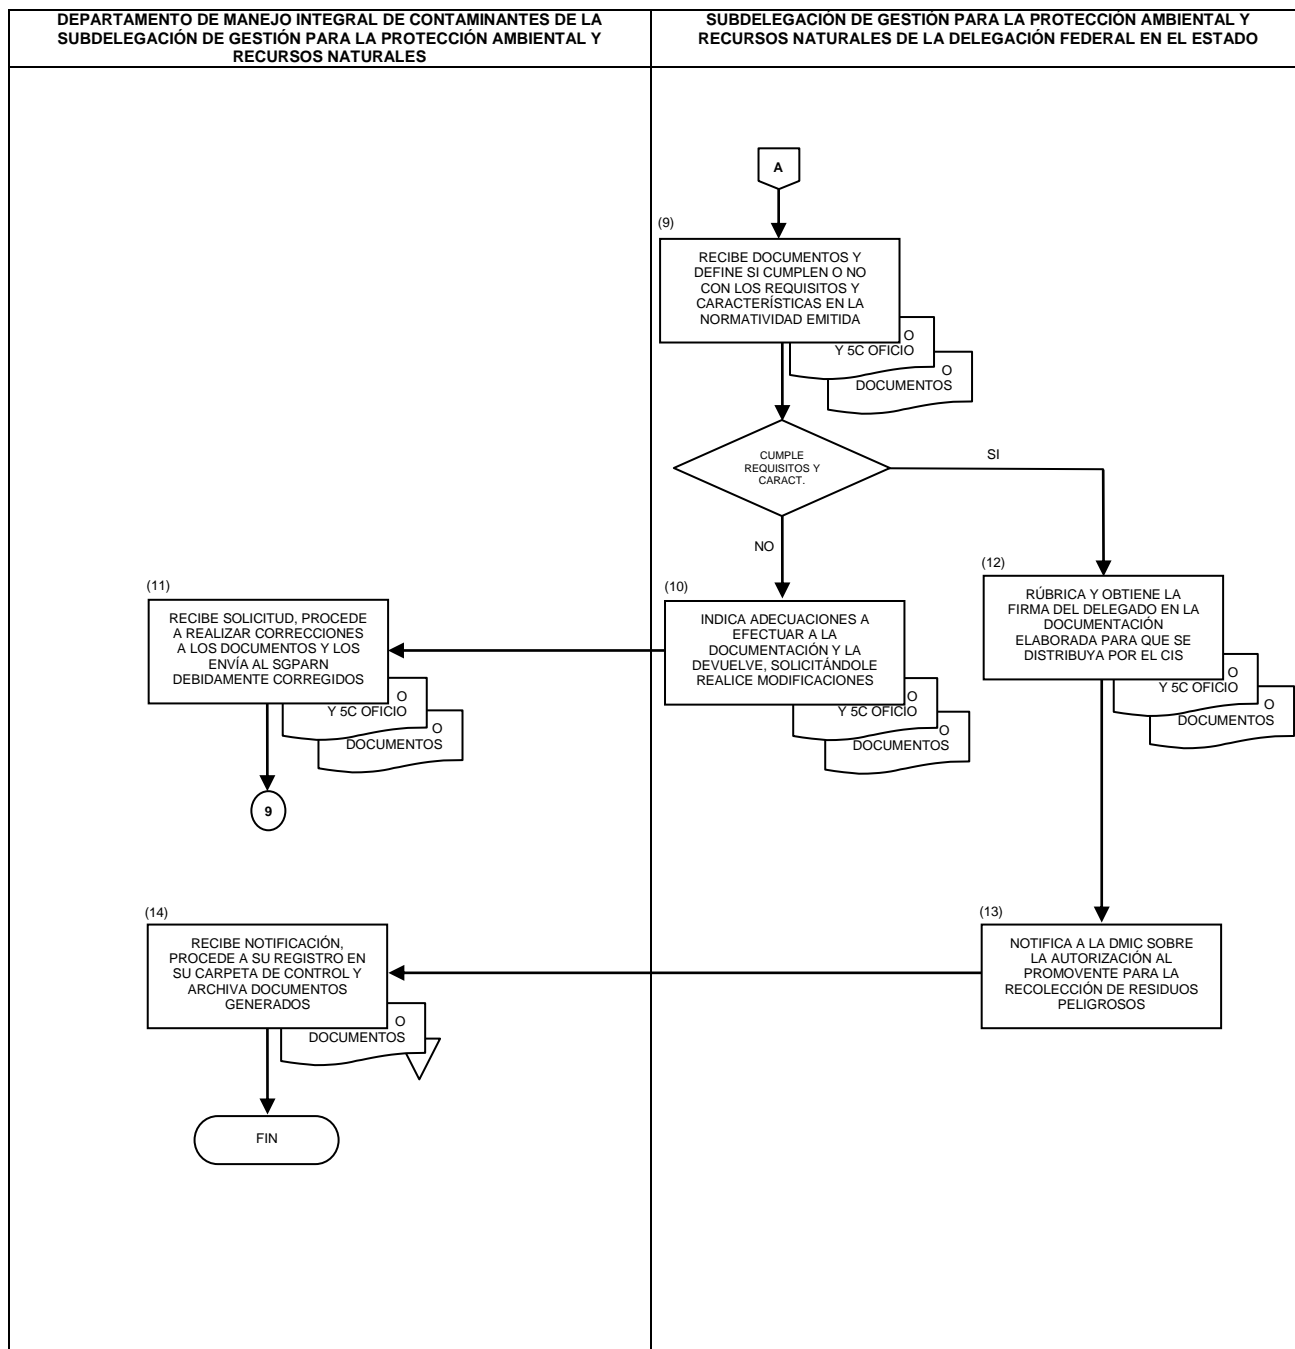 DEPARTAMENTO DE MANEJO INTEGRAL DE CONTAMINANTES DE LA
SUBDELEGACIÓN DE GESTIÓN PARA LA PROTECCIÓN AMBIENTAL Y
RECURSOS NATURALES
SUBDELEGACIÓN DE GESTIÓN PARA LA PROTECCIÓN AMBIENTAL Y
RECURSOS NATURALES DE LA DELEGACIÓN FEDERAL EN EL ESTADO
A
(9)
RECIBE DOCUMENTOS Y
DEFINE SI CUMPLEN O NO
CON LOS REQUISITOS Y
CARACTERÍSTICAS EN LA
NORMATIVIDAD EMITIDA
O
Y 5C OFICIO
O
DOCUMENTOS
CUMPLE
REQUISITOS Y
CARACT.
SI
NO
(10)
INDICA ADECUACIONES A
EFECTUAR A LA
DOCUMENTACIÓN Y LA
DEVUELVE, SOLICITÁNDOLE
REALICE MODIFICACIONES
O
Y 5C OFICIO
O
DOCUMENTOS
(11)
RECIBE SOLICITUD, PROCEDE
A REALIZAR CORRECCIONES
A LOS DOCUMENTOS Y LOS
ENVÍA AL SGPARN
DEBIDAMENTE CORREGIDOS
O
Y 5C OFICIO
O
DOCUMENTOS
9
(12)
RÚBRICA Y OBTIENE LA
FIRMA DEL DELEGADO EN LA
DOCUMENTACIÓN
ELABORADA PARA QUE SE
DISTRIBUYA POR EL CIS
O
Y 5C OFICIO
O
DOCUMENTOS
(13)
NOTIFICA A LA DMIC SOBRE
LA AUTORIZACIÓN AL
PROMOVENTE PARA LA
RECOLECCIÓN DE RESIDUOS
PELIGROSOS
(14)
RECIBE NOTIFICACIÓN,
PROCEDE A SU REGISTRO EN
SU CARPETA DE CONTROL Y
ARCHIVA DOCUMENTOS
GENERADOS
O
DOCUMENTOS
FIN